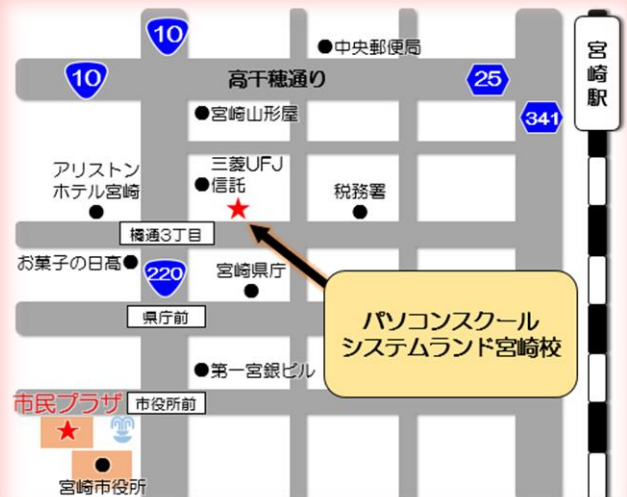 10
●中央郵便局
10
高千穂通り
25
宮崎駅
341
●宮崎山形屋
三菱UFJ
●信託
アリストン
ホテル宮崎
税務署
橘通3丁目
お菓子の日高●
220
宮崎県庁
県庁前
パソコンスクール
システムランド宮崎校
●第一宮銀ビル
市民プラザ
市役所前
宮崎市役所